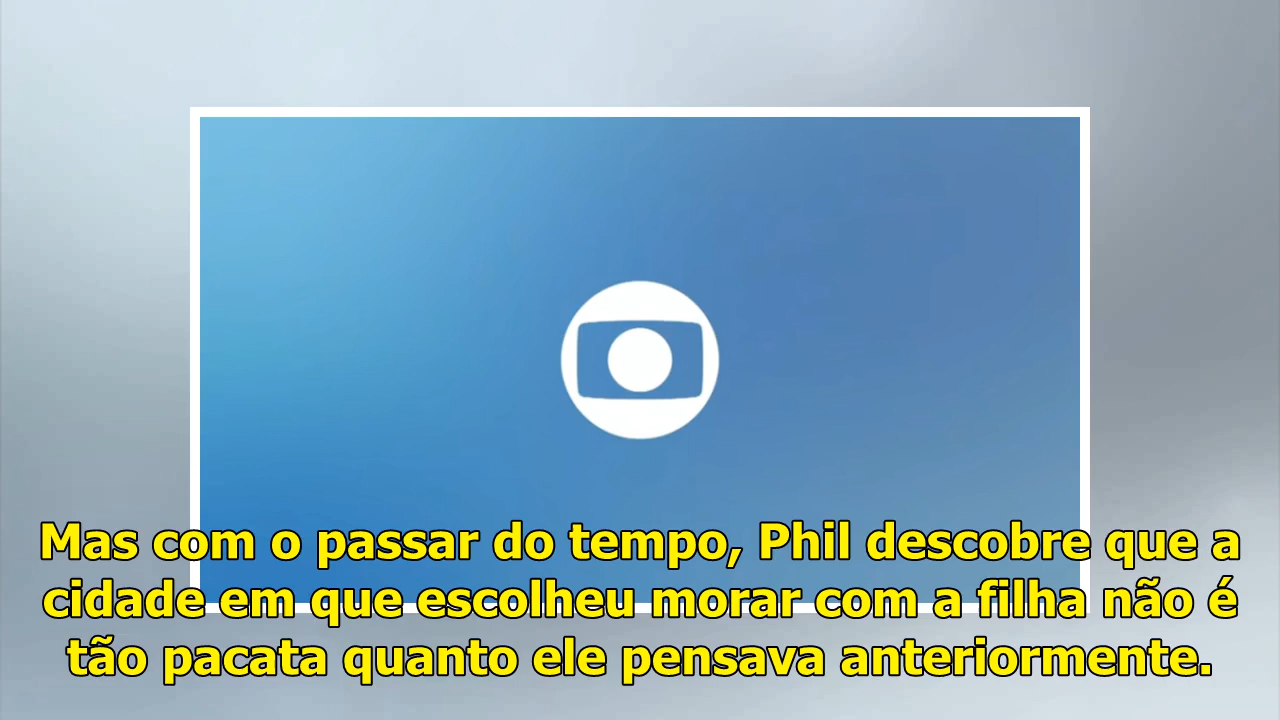 Mas com o passar do tempo, Phil descobre que a
cidade em que escolheu morar com a filha não é
tão pacata quanto ele pensava anteriormente.